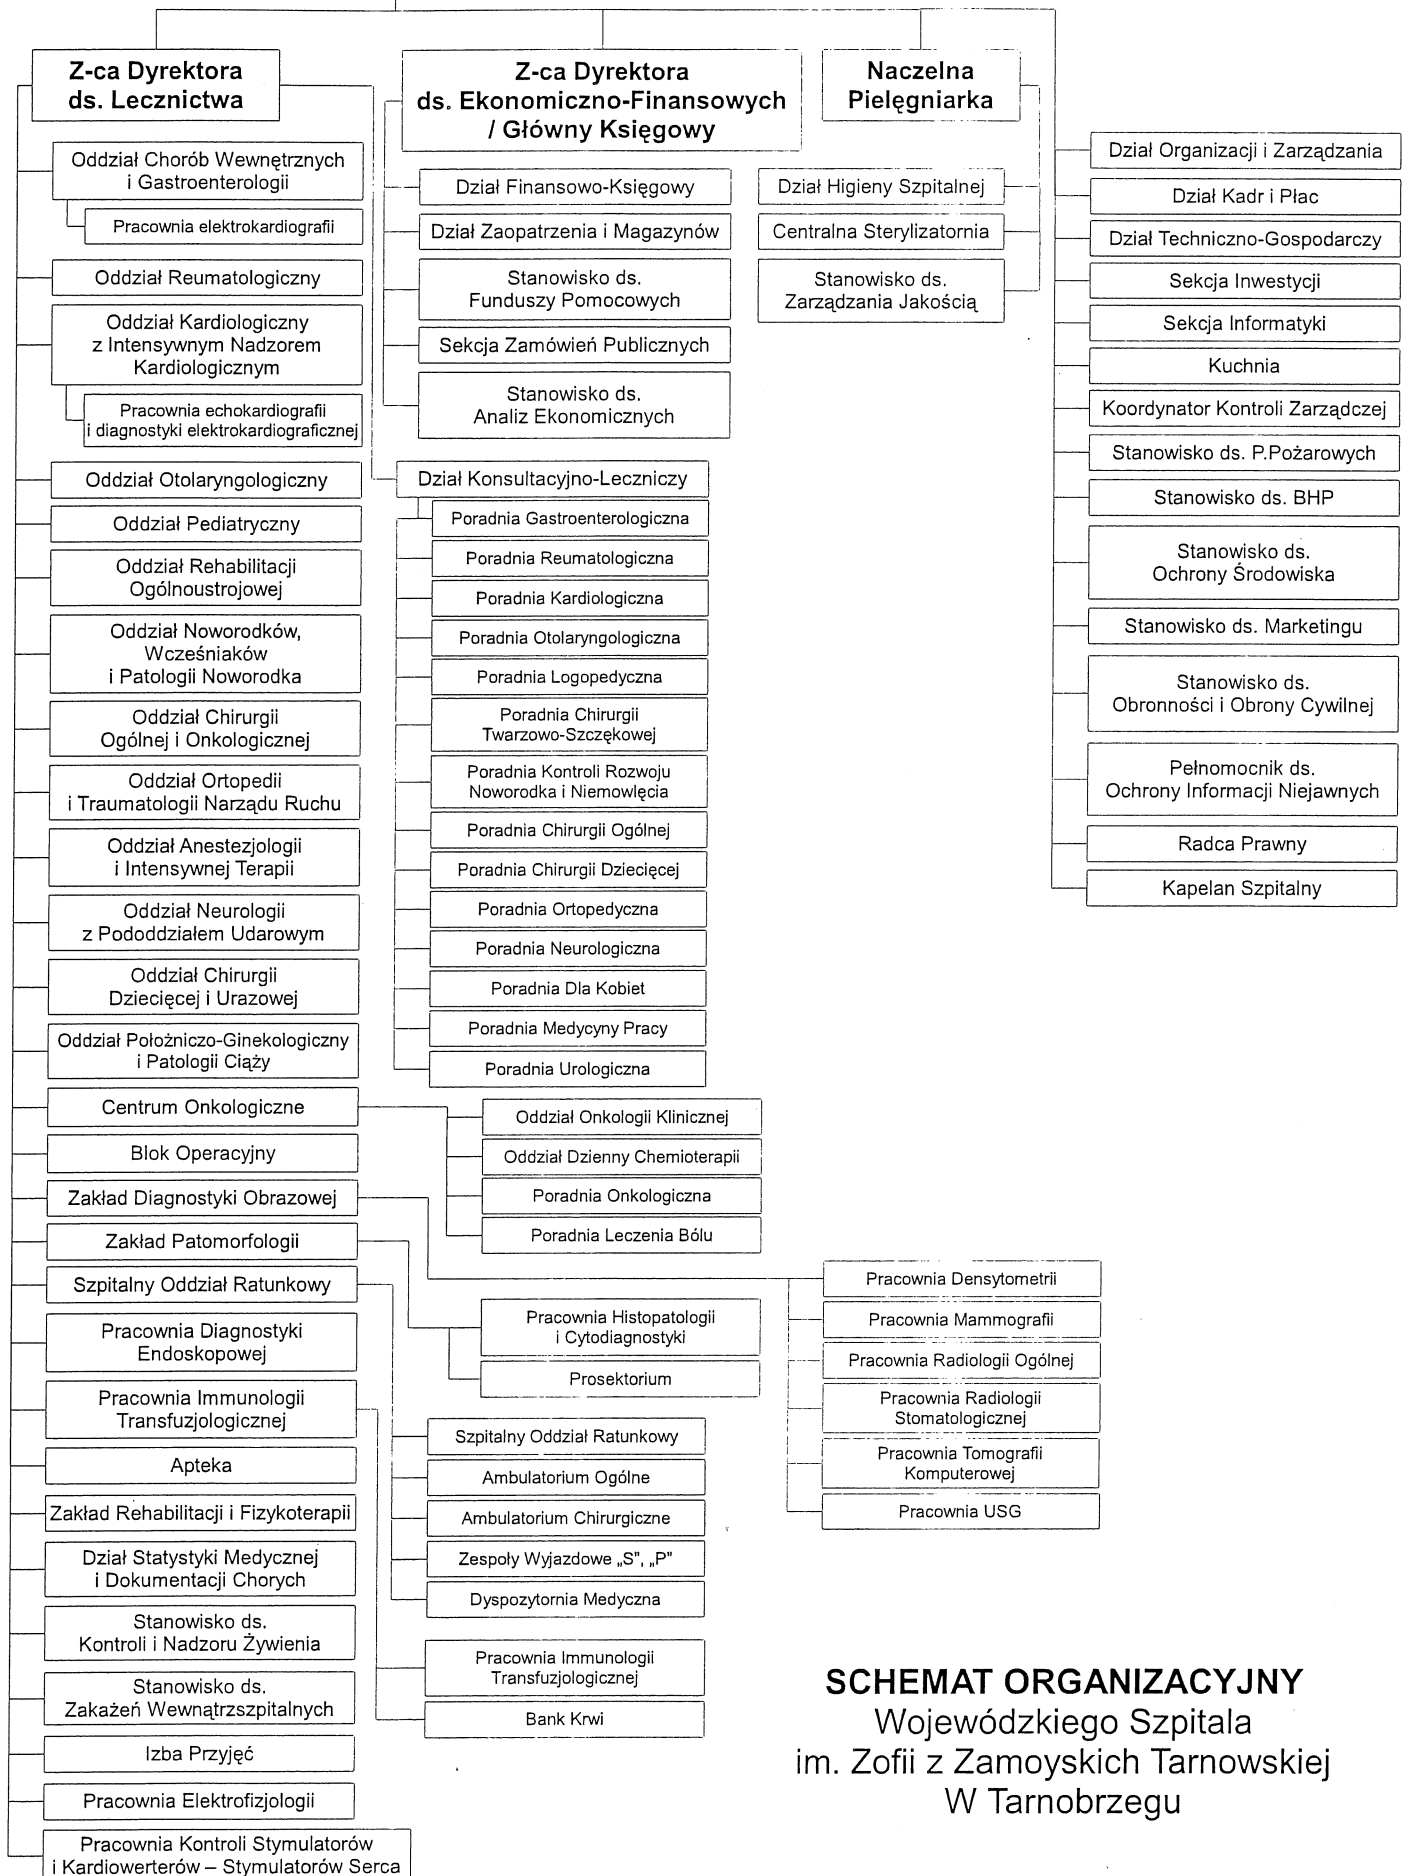 Z-ca Dyrektora
ds. Lecznictwa
Oddział Chorób Wewnętrznych
i Gastroenterologii
Pracownia elektrokardiografii
Oddział Reumatologiczny
Oddział Kardiologiczny
z Intensywnym Nadzorem
Kardiologicznym
Pracownia echokardiografii
i diagnostyki elektrokardiograficznej
Oddział Otolaryngologiczny
Oddział Pediatryczny
Oddział Rehabilitacji
Ogólnoustrojowej
Oddział Noworodków,
Wcześniaków
i Patologii Noworodka
Oddział Chirurgii
Ogólnej i Onkologicznej
Oddział Ortopedii
i Traumatologii Narządu Ruchu
Oddział Anestezjologii
i Intensywnej Terapii
Oddział Neurologii
z Pododdziałem Udarowym
Oddział Chirurgii
Dziecięcej i Urazowej
Oddział Położniczo-Ginekologiczny
i Patologii Ciąży
Centrum Onkologiczne
Blok Operacyjny
Zakład Diagnostyki Obrazowej
Zakład Patomorfologii
Szpitalny Oddział Ratunkowy
Pracownia Diagnostyki
Endoskopowej
Pracownia Immunologii
Transfuzjologicznej
Apteka
Zakład Rehabilitacji i Fizykoterapii
Dział Statystyki Medycznej
i Dokumentacji Chorych
Stanowisko ds.
Kontroli i Nadzoru Żywienia
Stanowisko ds.
Zakażeń Wewnątrzszpitalnych
Izba Przyjęć
Pracownia Elektrofizjologii
Pracownia Kontroli Stymulatorów
i Kardiowerterów – Stymulatorów Serca
Z-ca Dyrektora
ds. Ekonomiczno-Finansowych
/ Główny Księgowy
Dział Finansowo-Księgowy
Dział Zaopatrzenia i Magazynów
Stanowisko ds.
Funduszy Pomocowych
Sekcja Zamówień Publicznych
Stanowisko ds.
Analiz Ekonomicznych
Dział Konsultacyjno-Leczniczy
Poradnia Gastroenterologiczna
Poradnia Reumatologiczna
Poradnia Kardiologiczna
Poradnia Otolaryngologiczna
Poradnia Logopedyczna
Poradnia Chirurgii
Twarzowo-Szczękowej
Poradnia Kontroli Rozwoju
Noworodka i Niemowlęcia
Poradnia Chirurgii Ogólnej
Poradnia Chirurgii Dziecięcej
Poradnia Ortopedyczna
Poradnia Neurologiczna
Poradnia Dla Kobiet
Poradnia Medycyny Pracy
Poradnia Urologiczna
Oddział Onkologii Klinicznej
Oddział Dzienny Chemioterapii
Poradnia Onkologiczna
Poradnia Leczenia Bólu
Pracownia Histopatologii
i Cytodiagnostyki
Prosektorium
Szpitalny Oddział Ratunkowy
Ambulatorium Ogólne
Ambulatorium Chirurgiczne
Zespoły Wyjazdowe „S”, „P”
Dyspozytornia Medyczna
Pracownia Immunologii
Transfuzjologicznej
Bank Krwi
Naczelna
Pielęgniarka
Dział Higieny Szpitalnej
Centralna Sterylizatornia
Stanowisko ds.
Zarządzania Jakością
Pracownia Densytometrii
Pracownia Mammografii
Pracownia Radiologii Ogólnej
Pracownia Radiologii
Stomatologicznej
Pracownia Tomografii
Komputerowej
Pracownia USG
Dział Organizacji i Zarządzania
Dział Kadr i Płac
Dział Techniczno-Gospodarczy
Sekcja Inwestycji
Sekcja Informatyki
Kuchnia
Koordynator Kontroli Zarządczej
Stanowisko ds. P.Pożarowych
Stanowisko ds. BHP
Stanowisko ds.
Ochrony Środowiska
Stanowisko ds. Marketingu
Stanowisko ds.
Obronności i Obrony Cywilnej
Pełnomocnik ds.
Ochrony Informacji Niejawnych
Radca Prawny
Kapelan Szpitalny
SCHEMAT ORGANIZACYJNY
Wojewódzkiego Szpitala
im. Zofii z Zamoyskich Tarnowskiej
W Tarnobrzegu